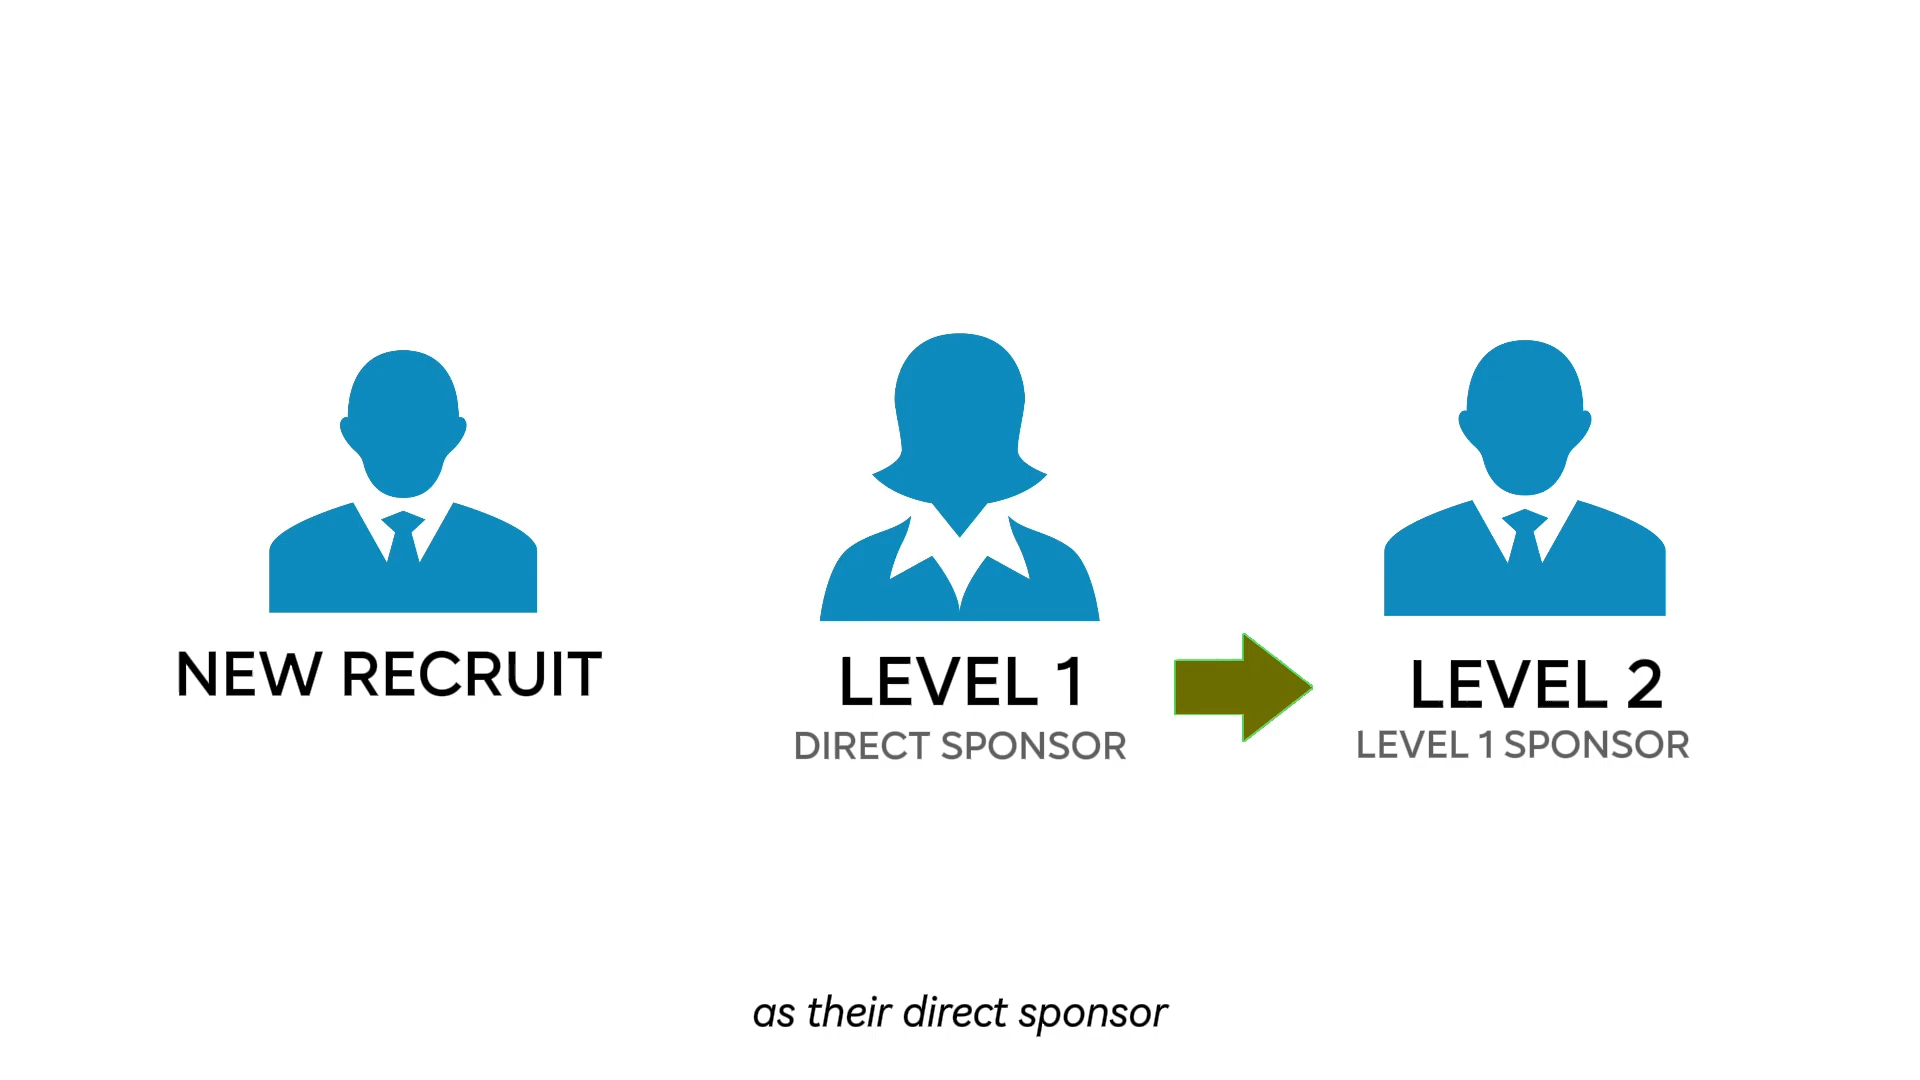 NEW RECRUIT
LEVEL 1
DIRECT SPONSOR
LEVEL 2
LEVEL 1 SPONSOR
as their direct sponsor